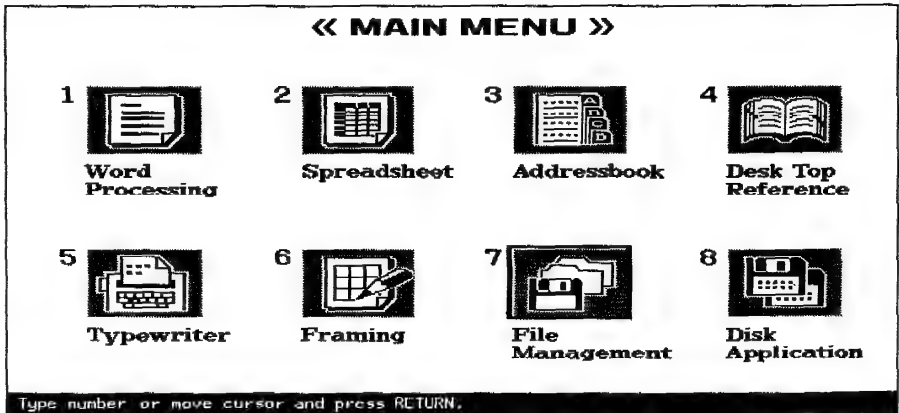 « MAIN MENU »
1
2
3
4
Word
Processing
Spreadsheet
Addressbook
Desk Top
Reference
5
6
7
8
Typewriter
Framing
File
Management
Disk
Application
Type number or move cursor and press RETURN.